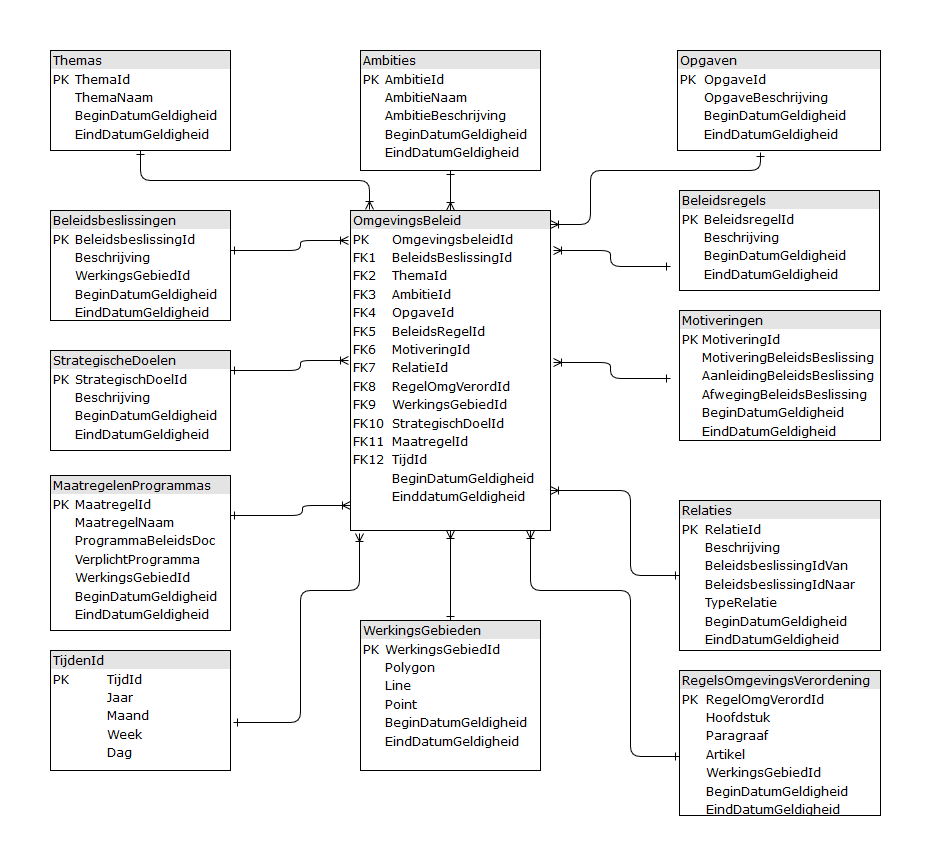 Themas
PK ThemaId
ThemaNaam
BeginDatumGeldigheid
EindDatumGeldigheid
Ambities
PK AmbitieId
AmbitieNaam
AmbitieBeschrijving
BeginDatumGeldigheid
EindDatumGeldigheid
Opgaven
PK OpgaveId
OpgaveBeschrijving
BeginDatumGeldigheid
EindDatumGeldigheid
Beleidsbeslissingen
PK BeleidsbeslissingId
Beschrijving
WerkingsGebiedId
BeginDatumGeldigheid
EindDatumGeldigheid
OmgevingsBeleid
PK OmgevingsbeleidId
FK1 BeleidsBeslissingId
FK2 ThemaId
FK3 AmbitieId
FK4 OpgaveId
FK5 BeleidsRegelId
FK6 MotiveringId
FK7 RelatieId
FK8 RegelOmgVerordId
FK9 WerkingsGebiedId
FK10 StrategischDoelId
FK11 MaatregelId
FK12 TijdId
BeginDatumGeldigheid
EinddatumGeldigheid
Beleidsregels
PK BeleidsregelId
Beschrijving
BeginDatumGeldigheid
EindDatumGeldigheid
StrategischeDoelen
PK StrategischDoelId
Beschrijving
BeginDatumGeldigheid
EindDatumGeldigheid
Motiveringen
PK MotiveringId
MotiveringBeleidsBeslissing
AanleidingBeleidsBeslissing
AfwegingBeleidsBeslissing
BeginDatumGeldigheid
EindDatumGeldigheid
MaatregelenProgrammas
PK MaatregelId
MaatregelNaam
ProgrammaBeleidsDoc
VerplichtProgramma
WerkingsGebiedId
BeginDatumGeldigheid
EindDatumGeldigheid
Relaties
PK RelatieId
Beschrijving
BeleidsbeslissingIdVan
BeleidsbeslissingIdNaar
TypeRelatie
BeginDatumGeldigheid
EindDatumGeldigheid
TijdenId
PK TijdId
Jaar
Maand
Week
Dag
WerkingsGebieden
PK WerkingsGebiedId
Polygon
Line
Point
BeginDatumGeldigheid
EindDatumGeldigheid
RegelsOmgevingsVerordening
PK RegelOmgVerordId
Hoofdstuk
Paragraaf
Artikel
WerkingsGebiedId
BeginDatumGeldigheid
EindDatumGeldigheid